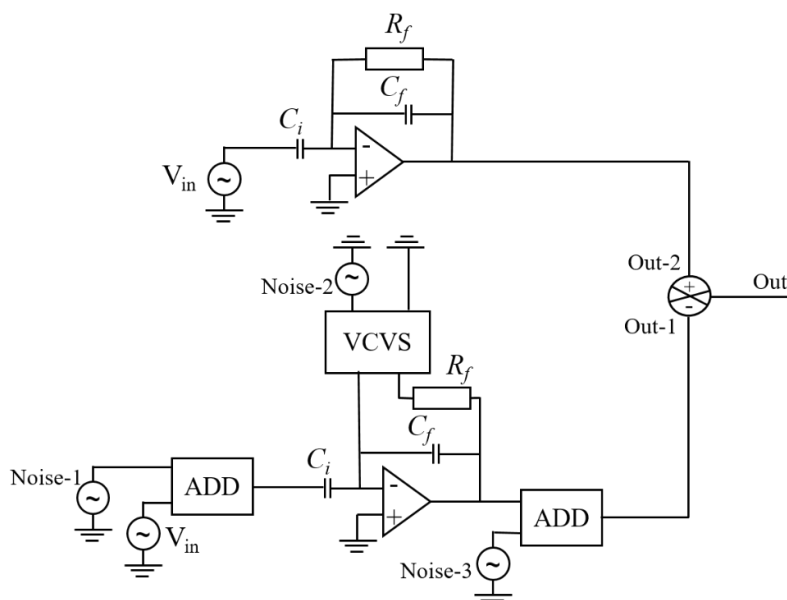 R_f
C_f
C_i
-
+
V_in
~
Noise-2
~
VCVS
R_f
C_f
Out-2
+
-
Out-1
Out
Noise-1
~
ADD
C_i
-
+
V_in
~
ADD
Noise-3
~